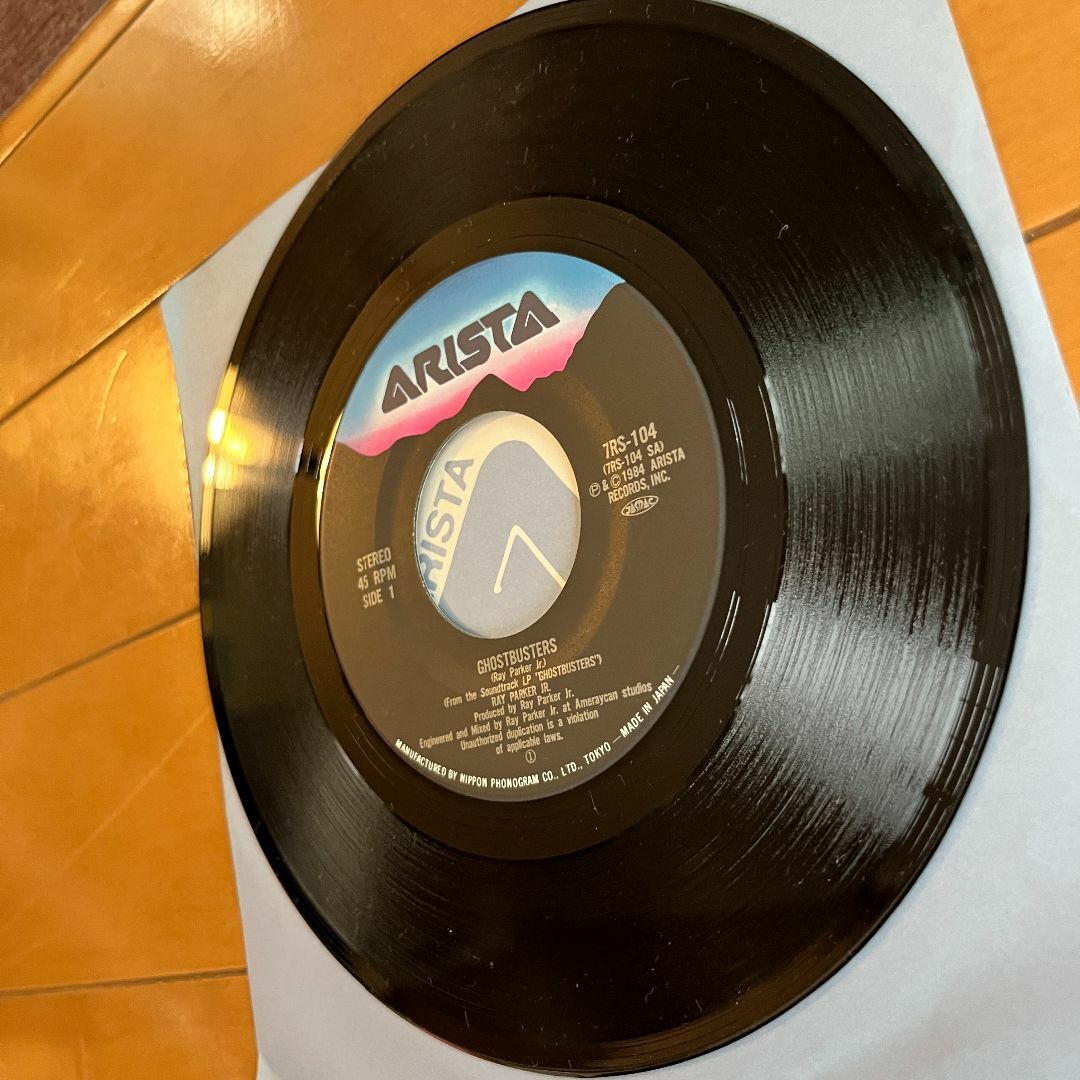 ARISTA
7RS-104
(7RS-104 SA)
Ⓟ & © 1984 ARISTA
RECORDS, INC.
JASRAC
RISTA
STEREO
45 RPM
SIDE 1
GHOSTBUSTERS
(Ray Parker Jr.)
(From the Soundtrack LP "GHOSTBUSTERS")
RAY PARKER JR.
Produced by Ray Parker Jr.
Engineered and Mixed by Ray Parker Jr. at Ameraycan studios
Unauthorized duplication is a violation
of applicable laws.
①
MANUFACTURED BY NIPPON PHONOGRAM CO., LTD., TOKYO — MADE IN JAPAN —